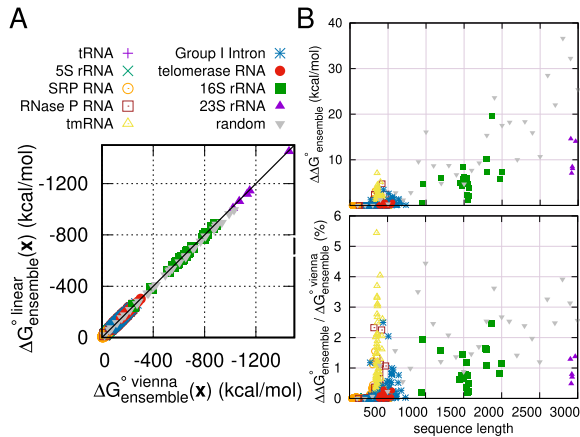 A
tRNA
5S rRNA
SRP RNA
RNase P RNA
tmRNA
Group I Intron
telomerase RNA
16S rRNA
23S rRNA
random
ΔG°linear ensemble(x) (kcal/mol)
-1200
-800
-400
0
0 -400 -800 -1200
ΔG°vienna ensemble(x) (kcal/mol)
B
ΔΔG°ensemble (kcal/mol)
40
30
20
10
ΔΔG°ensemble / ΔG°vienna ensemble (%)
6
5
4
3
2
1
0
500 1000 1500 2000 2500 3000
sequence length